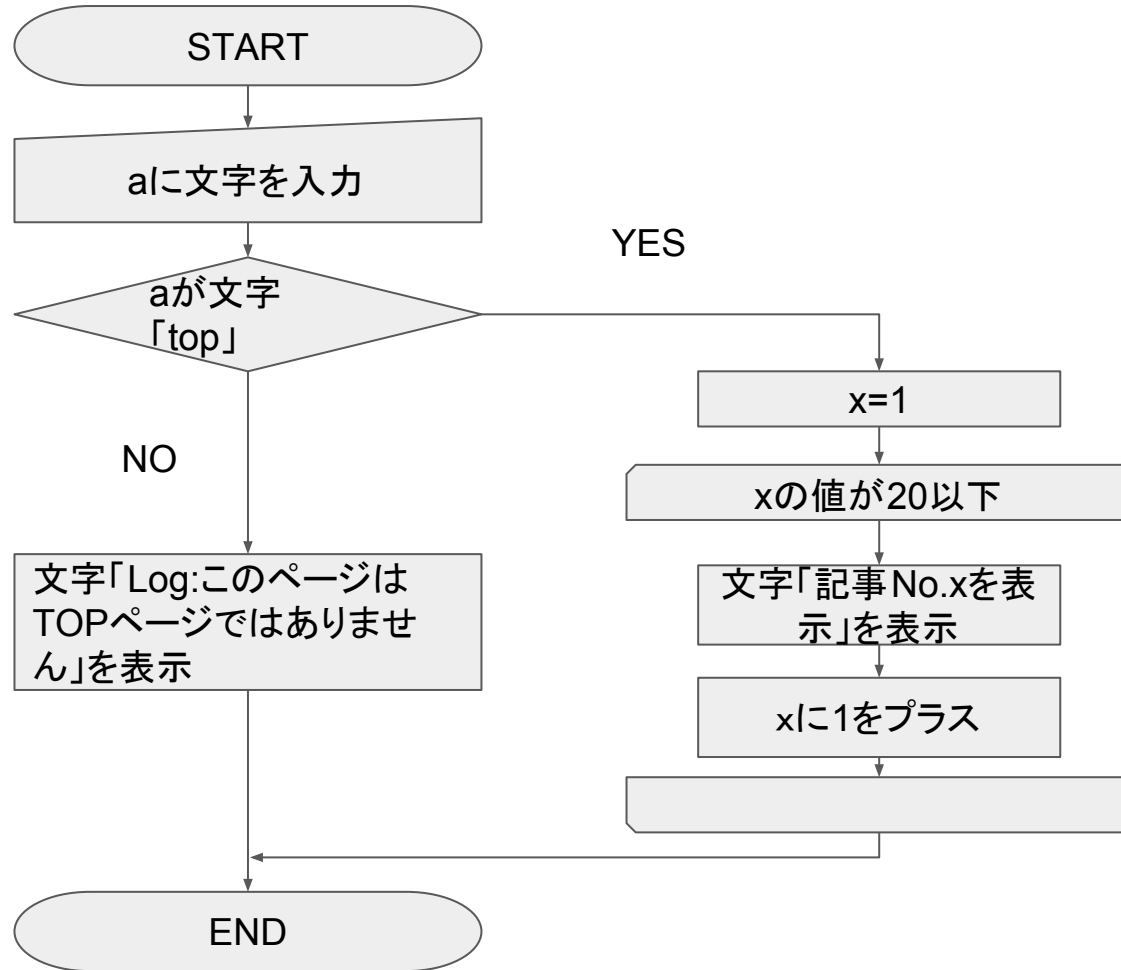 START
aに文字を入力
YES
aが文字
「top」
x=1
NO
xの値が20以下
文字「Log:このページは
TOPページではありませ
ん」を表示
文字「記事No.xを表
示」を表示
xに1をプラス
END